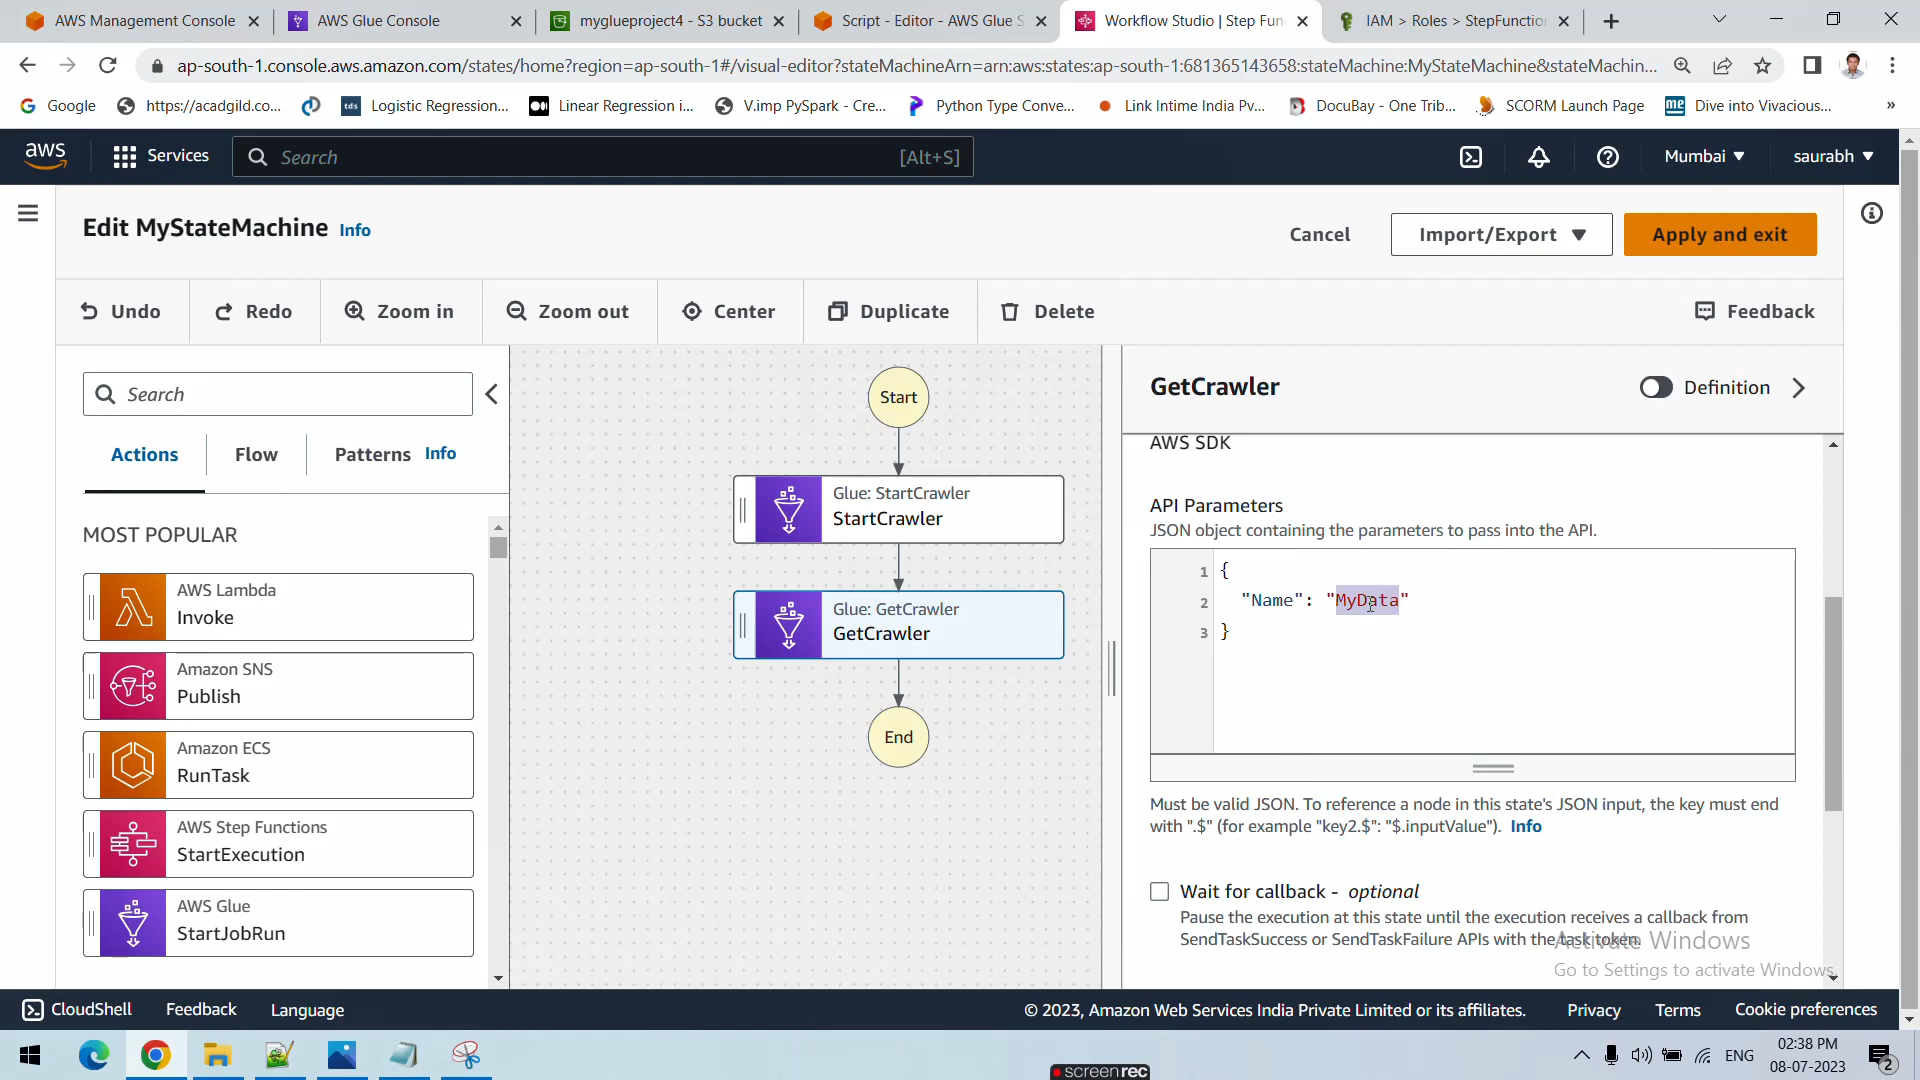 AWS Management Console
AWS Glue Console
myglueproject4 - S3 bucket
Script - Editor - AWS Glue S
Workflow Studio | Step Fun
IAM > Roles > StepFunctio
ap-south-1.console.aws.amazon.com/states/home?region=ap-south-1#/visual-editor?stateMachineArn=arn:aws:states:ap-south-1:681365143658:stateMachine:MyStateMachine&stateMachin...
Google
https://acadgild.co...
tds
Logistic Regression...
Linear Regression i...
V.imp PySpark - Cre...
Python Type Conve...
Link Intime India Pv...
DocuBay - One Trib...
SCORM Launch Page
me
Dive into Vivacious...
»
aws
Services
Search
[Alt+S]
Mumbai
saurabh
Edit MyStateMachine
Info
Cancel
Import/Export
Apply and exit
Undo
Redo
Zoom in
Zoom out
Center
Duplicate
Delete
Feedback
Search
Actions
Flow
Patterns
Info
MOST POPULAR
AWS Lambda
Invoke
Amazon SNS
Publish
Amazon ECS
RunTask
AWS Step Functions
StartExecution
AWS Glue
StartJobRun
Start
Glue: StartCrawler
StartCrawler
Glue: GetCrawler
GetCrawler
End
GetCrawler
Definition
AWS SDK
API Parameters
JSON object containing the parameters to pass into the API.
1 {
2 "Name": "MyData"
3 }
Must be valid JSON. To reference a node in this state's JSON input, the key must end
with ".$" (for example "key2.$": "$.inputValue"). Info
Wait for callback - optional
Pause the execution at this state until the execution receives a callback from
SendTaskSuccess or SendTaskFailure APIs with the task token.
Activate Windows
Go to Settings to activate Windows.
CloudShell
Feedback
Language
© 2023, Amazon Web Services India Private Limited or its affiliates.
Privacy
Terms
Cookie preferences
ENG
02:38 PM
08-07-2023
2
screenrec